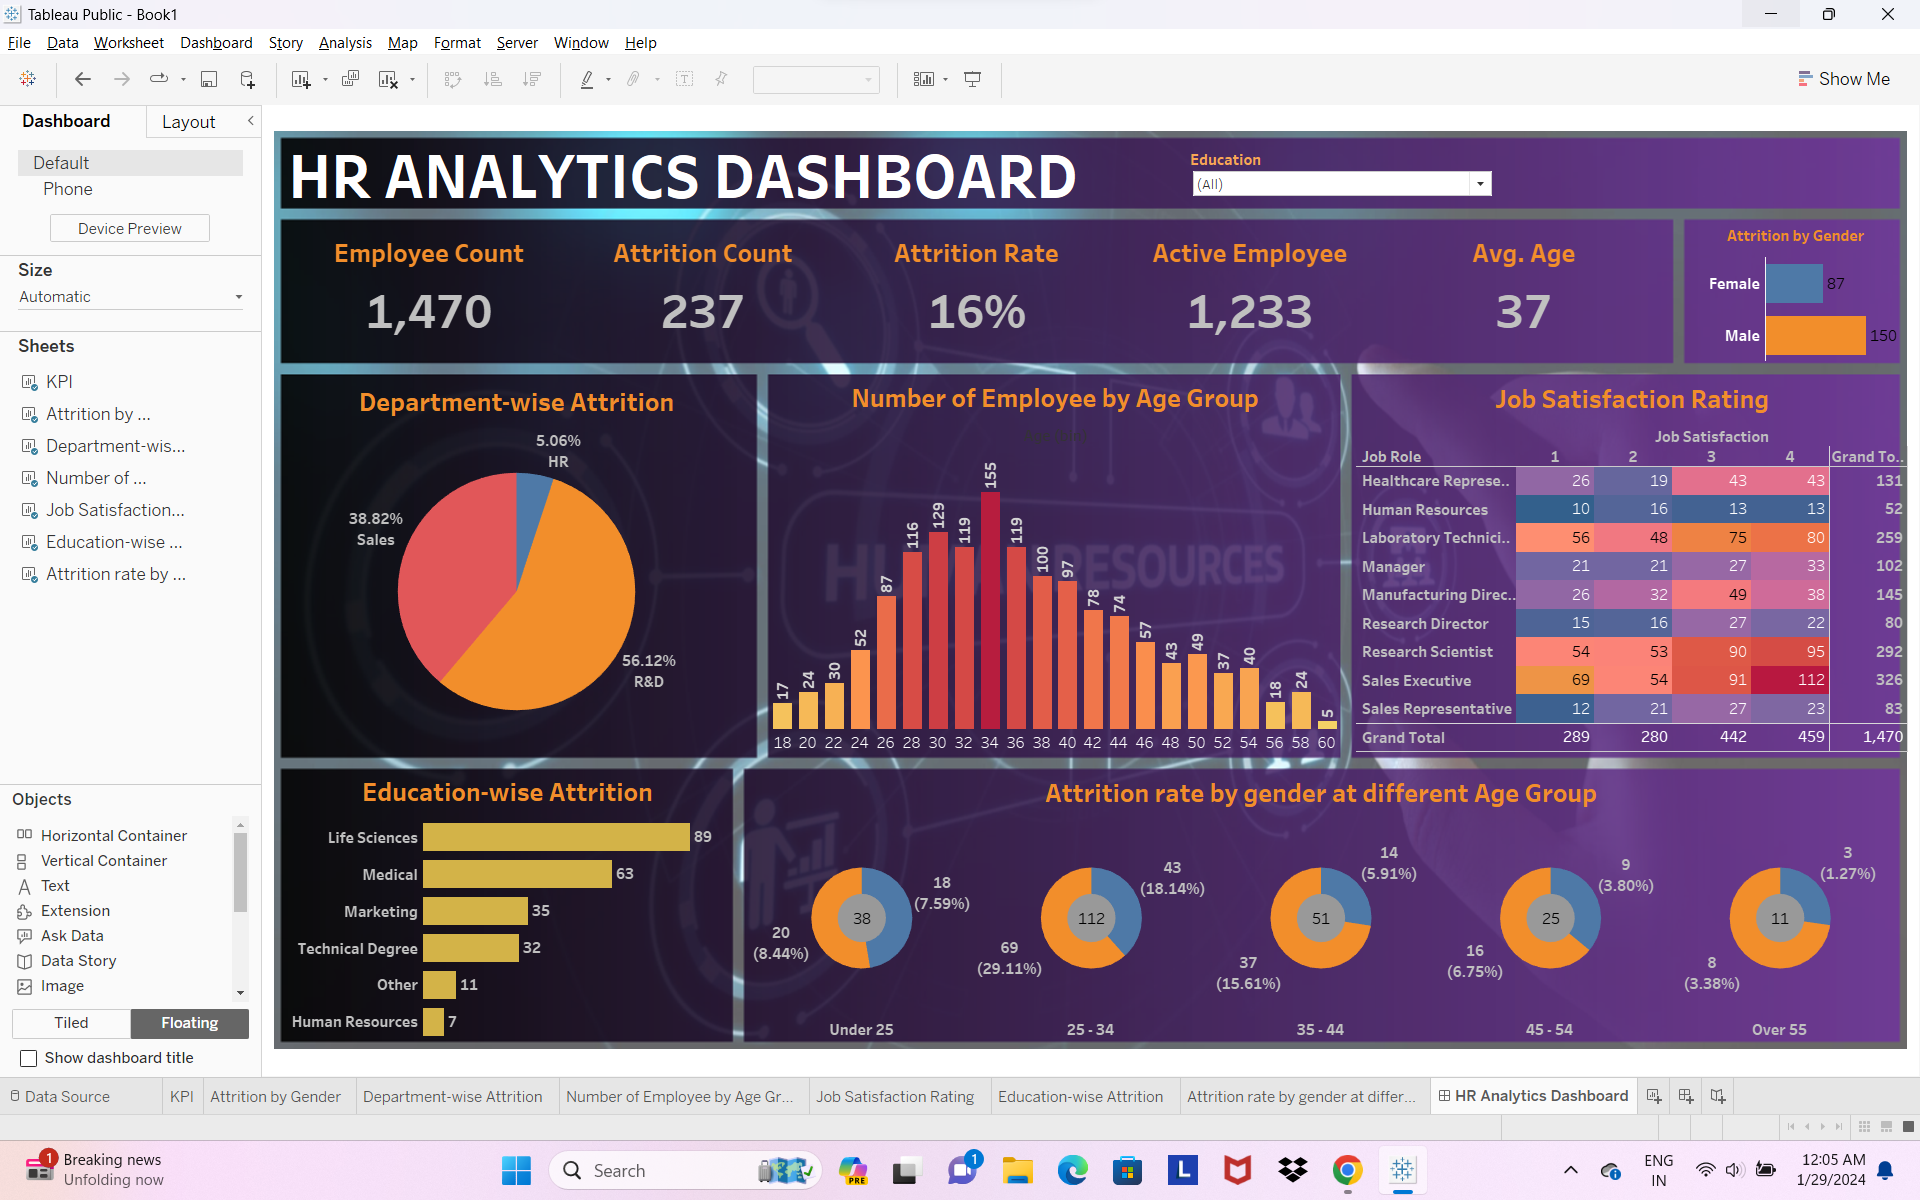 Tableau Public - Book1
File Data Worksheet Dashboard Story Analysis Map Format Server Window Help
Show Me
Dashboard Layout
Default
Phone
Device Preview
Size
Automatic
Sheets
KPI
Attrition by ...
Department-wis...
Number of ...
Job Satisfaction...
Education-wise ...
Attrition rate by ...
Objects
Horizontal Container
Vertical Container
Text
Extension
Ask Data
Data Story
Image
Tiled Floating
Show dashboard title
HR ANALYTICS DASHBOARD
Education
(All)
Employee Count Attrition Count Attrition Rate Active Employee Avg. Age
1,470 237 16% 1,233 37
Attrition by Gender
Female 87
Male 150
Department-wise Attrition
5.06%
HR
38.82%
Sales
56.12%
R&D
Number of Employee by Age Group
17 24 30 52 87 116 129 119 155 119 100 97 78 74 57 43 49 37 40 18 24 5
18 20 22 24 26 28 30 32 34 36 38 40 42 44 46 48 50 52 54 56 58 60
HUMAN RESOURCES
Job Satisfaction Rating
Job Satisfaction
Job Role 1 2 3 4 Grand To..
Healthcare Represe.. 26 19 43 43 131
Human Resources 10 16 13 13 52
Laboratory Technici.. 56 48 75 80 259
Manager 21 21 27 33 102
Manufacturing Direc.. 26 32 49 38 145
Research Director 15 16 27 22 80
Research Scientist 54 53 90 95 292
Sales Executive 69 54 91 112 326
Sales Representative 12 21 27 23 83
Grand Total 289 280 442 459 1,470
Education-wise Attrition
Life Sciences 89
Medical 63
Marketing 35
Technical Degree 32
Other 11
Human Resources 7
Attrition rate by gender at different Age Group
18
(7.59%)
38
20
(8.44%)
43
(18.14%)
112
69
(29.11%)
14
(5.91%)
51
37
(15.61%)
9
(3.80%)
25
16
(6.75%)
3
(1.27%)
11
8
(3.38%)
Under 25 25 - 34 35 - 44 45 - 54 Over 55
Data Source KPI Attrition by Gender Department-wise Attrition Number of Employee by Age Gr... Job Satisfaction Rating Education-wise Attrition Attrition rate by gender at differ... HR Analytics Dashboard
1
Breaking news
Unfolding now
Search
PRE
1
L
ENG
IN
12:05 AM
1/29/2024